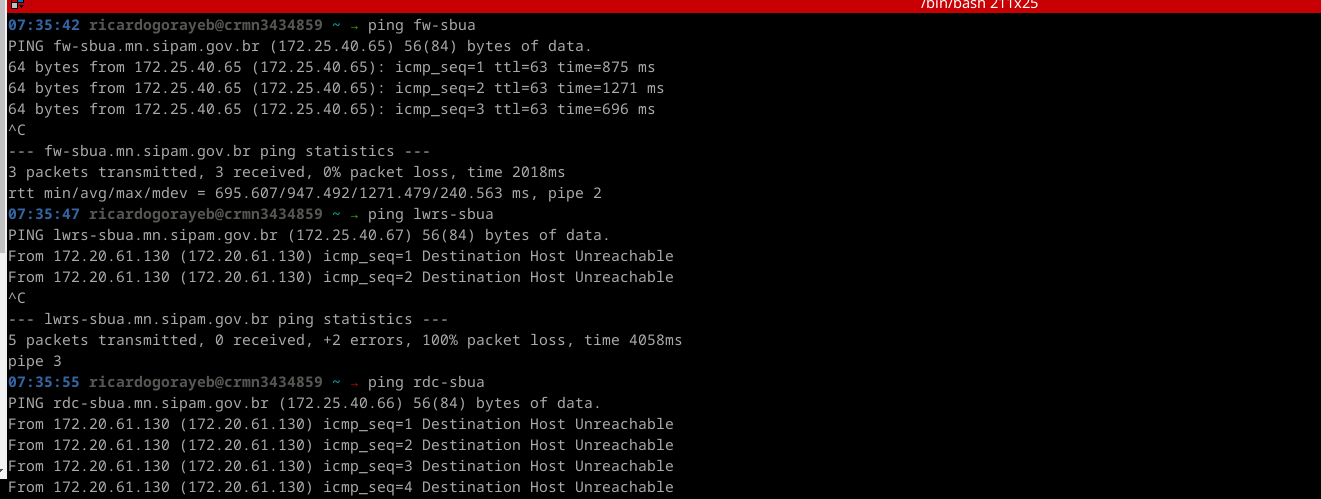 /bin/bash 211x25
07:35:42 ricardogorayeb@crmn3434859 ~ → ping fw-sbua
PING fw-sbua.mn.sipam.gov.br (172.25.40.65) 56(84) bytes of data.
64 bytes from 172.25.40.65 (172.25.40.65): icmp_seq=1 ttl=63 time=875 ms
64 bytes from 172.25.40.65 (172.25.40.65): icmp_seq=2 ttl=63 time=1271 ms
64 bytes from 172.25.40.65 (172.25.40.65): icmp_seq=3 ttl=63 time=696 ms
^C
--- fw-sbua.mn.sipam.gov.br ping statistics ---
3 packets transmitted, 3 received, 0% packet loss, time 2018ms
rtt min/avg/max/mdev = 695.607/947.492/1271.479/240.563 ms, pipe 2
07:35:47 ricardogorayeb@crmn3434859 ~ → ping lwrs-sbua
PING lwrs-sbua.mn.sipam.gov.br (172.25.40.67) 56(84) bytes of data.
From 172.20.61.130 (172.20.61.130) icmp_seq=1 Destination Host Unreachable
From 172.20.61.130 (172.20.61.130) icmp_seq=2 Destination Host Unreachable
^C
--- lwrs-sbua.mn.sipam.gov.br ping statistics ---
5 packets transmitted, 0 received, +2 errors, 100% packet loss, time 4058ms
pipe 3
07:35:55 ricardogorayeb@crmn3434859 ~ → ping rdc-sbua
PING rdc-sbua.mn.sipam.gov.br (172.25.40.66) 56(84) bytes of data.
From 172.20.61.130 (172.20.61.130) icmp_seq=1 Destination Host Unreachable
From 172.20.61.130 (172.20.61.130) icmp_seq=2 Destination Host Unreachable
From 172.20.61.130 (172.20.61.130) icmp_seq=3 Destination Host Unreachable
From 172.20.61.130 (172.20.61.130) icmp_seq=4 Destination Host Unreachable